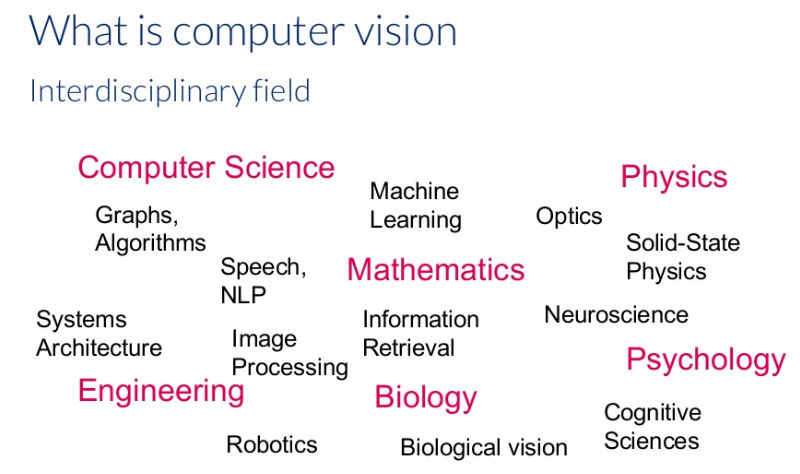 What is computer vision
Interdisciplinary field
Computer Science
Physics
Machine
Learning
Graphs,
Algorithms
Optics
Solid-State
Physics
Speech,
NLP
Mathematics
Systems
Architecture
Image
Processing
Information
Retrieval
Neuroscience
Psychology
Engineering
Biology
Cognitive
Sciences
Robotics
Biological vision